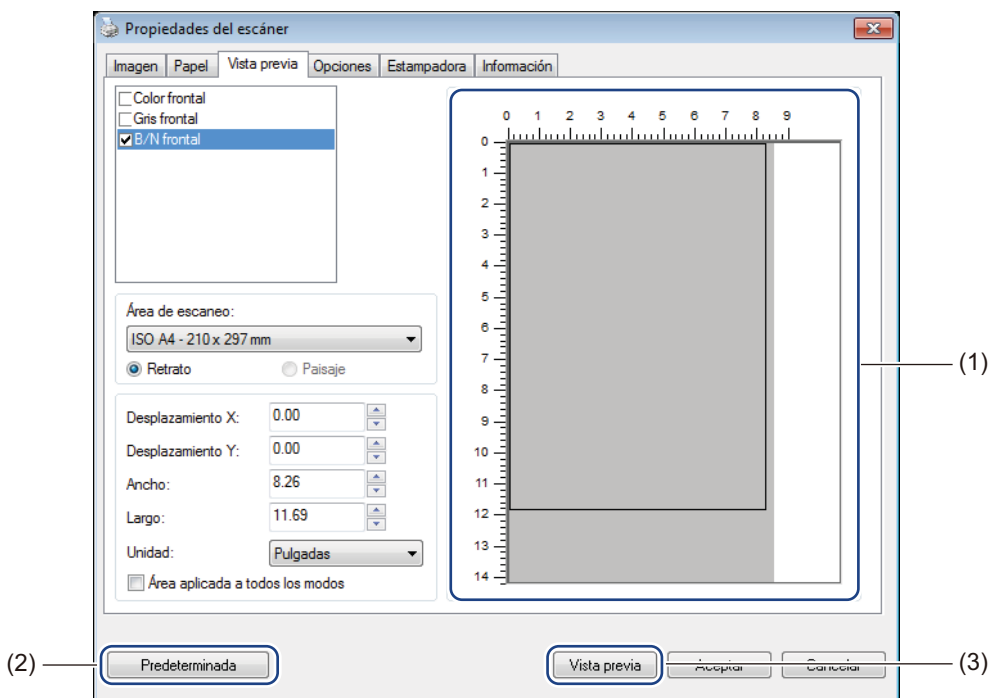 Propiedades del escáner
Imagen Papel Vista previa Opciones Estampadora Información
Color frontal
Gris frontal
B/N frontal
Área de escaneo:
ISO A4 - 210 x 297 mm
Retrato Paisaje
Desplazamiento X: 0.00
Desplazamiento Y: 0.00
Ancho: 8.26
Largo: 11.69
Unidad: Pulgadas
Área aplicada a todos los modos
0 1 2 3 4 5 6 7 8 9
0
1
2
3
4
5
6
7
8
9
10
11
12
13
14
(1)
(2) Predeterminada Vista previa Aceptar Cancelar (3)